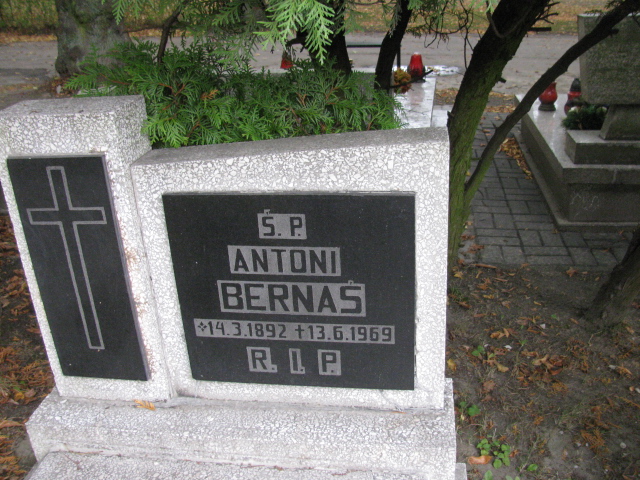 Ś.P.
ANTONI
BERNAŚ
* 14.3.1892 + 13.6.1969
R.I.P.